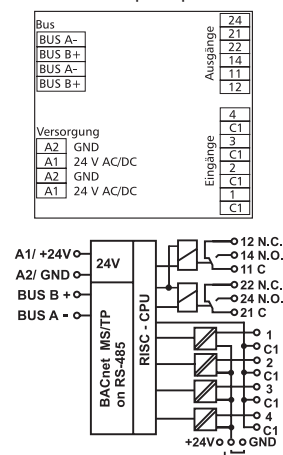 Bus
BUS A-
BUS B+
BUS A-
BUS B+
Ausgänge
24
21
22
14
11
12
Versorgung
A2 GND
A1 24 V AC/DC
A2 GND
A1 24 V AC/DC
Eingänge
4
C1
3
C1
2
C1
1
C1
A1/ +24V
A2/ GND
BUS B +
BUS A -
24V
BACnet MS/TP
on RS-485
RISC - CPU
12 N.C.
14 N.O.
11 C
22 N.C.
24 N.O.
21 C
1
C1
2
C1
3
C1
4
C1
+24V
GND